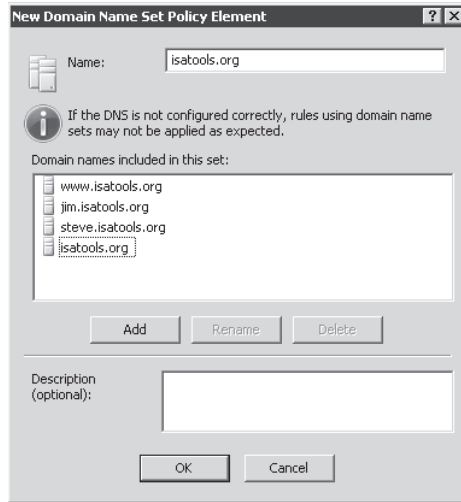 New Domain Name Set Policy Element
Name:
isatools.org
If the DNS is not configured correctly, rules using domain name
sets may not be applied as expected.
Domain names included in this set:
www.isatools.org
jim.isatools.org
steve.isatools.org
isatools.org
Add
Rename
Delete
Description
(optional):
OK
Cancel